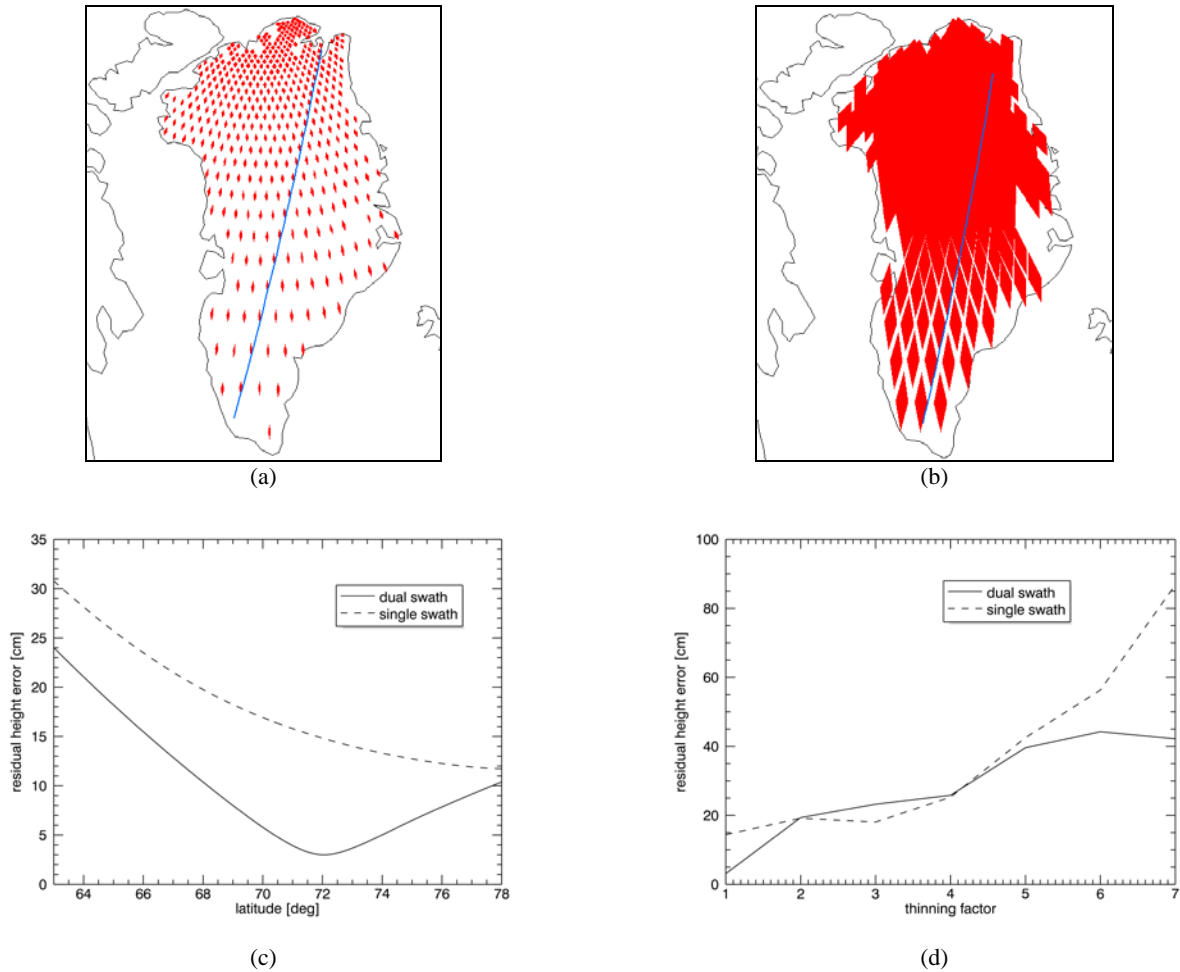 (a)
(b)
35
30
25
20
15
10
5
0
residual height error [cm]
dual swath
single swath
64 66 68 70 72 74 76 78
latitude [deg]
(c)
100
80
60
40
20
0
residual height error [cm]
dual swath
single swath
1 2 3 4 5 6 7
thinning factor
(d)